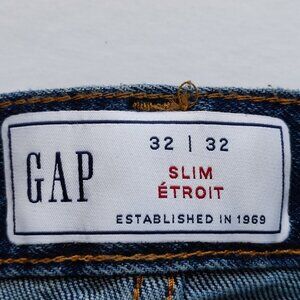 GAP
32 | 32
SLIM
ÉTROIT
ESTABLISHED IN 1969